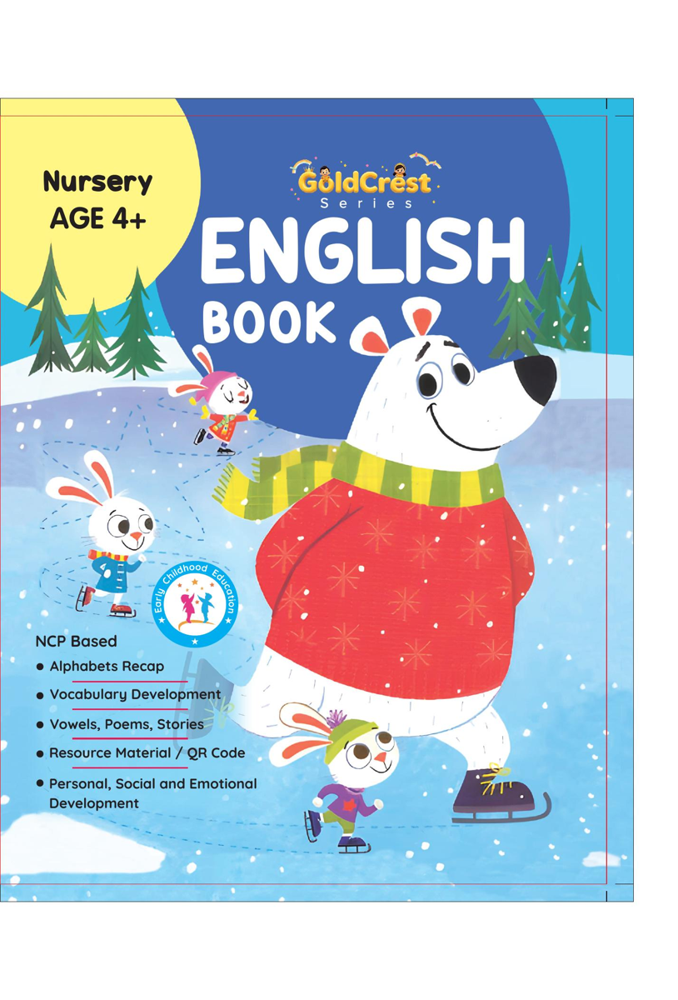 Nursery
AGE 4+
GoldCrest
Series
ENGLISH
BOOK
Early Childhood Education
NCP Based
● Alphabets Recap
● Vocabulary Development
● Vowels, Poems, Stories
● Resource Material / QR Code
● Personal, Social and Emotional
Development